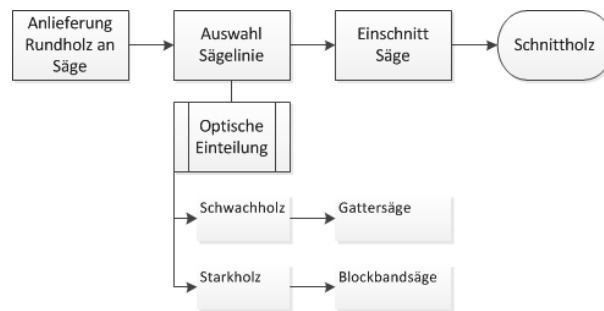 Anlieferung
Rundholz an
Säge
Auswahl
Sägelinie
Einschnitt
Säge
Schnittholz
Optische
Einteilung
Schwachholz
Gattersäge
Starkholz
Blockbandsäge